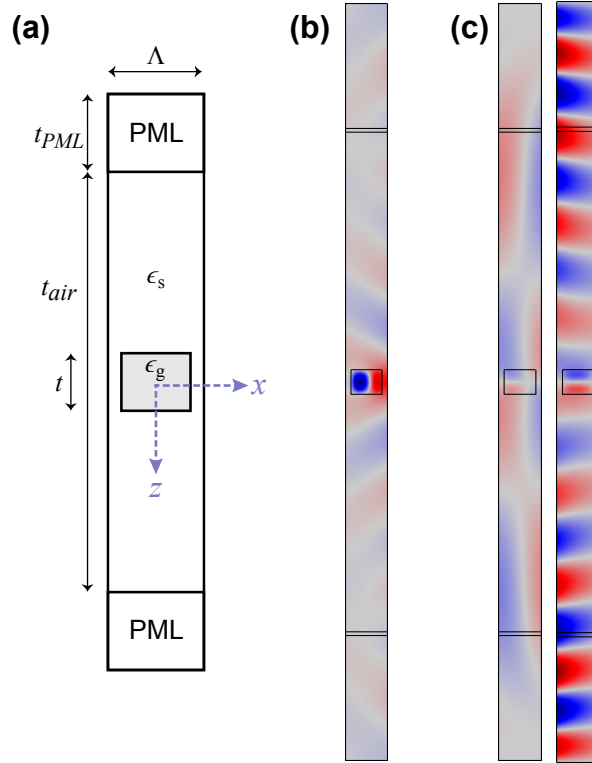 (a)
(b)
(c)
Λ
t_PML
PML
t_air
ϵ_s
t
ϵ_g
x
z
PML